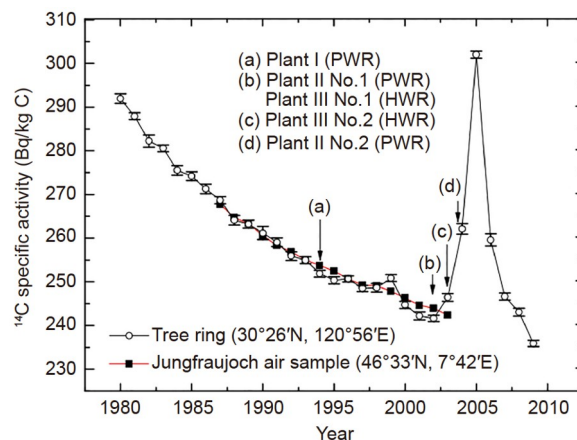 310
300
290
280
270
260
250
240
230
¹⁴C specific activity (Bq/kg C)
(a) Plant I (PWR)
(b) Plant II No.1 (PWR)
Plant III No.1 (HWR)
(c) Plant III No.2 (HWR)
(d) Plant II No.2 (PWR)
(d)
(a)
(c)
(b)
Tree ring (30°26′N, 120°56′E)
Jungfraujoch air sample (46°33′N, 7°42′E)
1980 1985 1990 1995 2000 2005 2010
Year